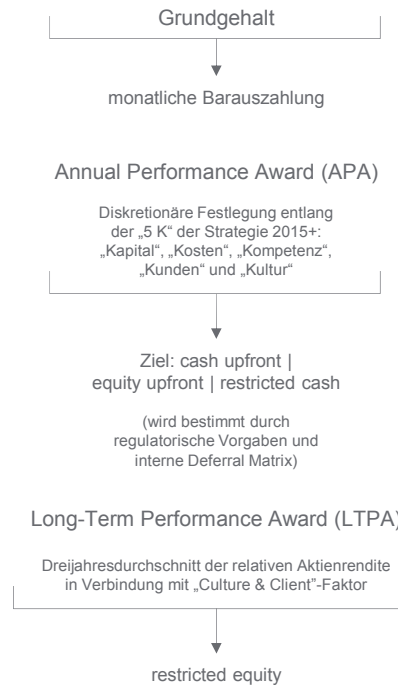 Grundgehalt
monatliche Barauszahlung
Annual Performance Award (APA)
Diskretionäre Festlegung entlang
der „5 K“ der Strategie 2015+:
„Kapital“, „Kosten“, „Kompetenz“,
„Kunden“ und „Kultur“
Ziel: cash upfront |
equity upfront | restricted cash
(wird bestimmt durch
regulatorische Vorgaben und
interne Deferral Matrix)
Long-Term Performance Award (LTPA)
Dreijahresdurchschnitt der relativen Aktienrendite
in Verbindung mit „Culture & Client”-Faktor
restricted equity